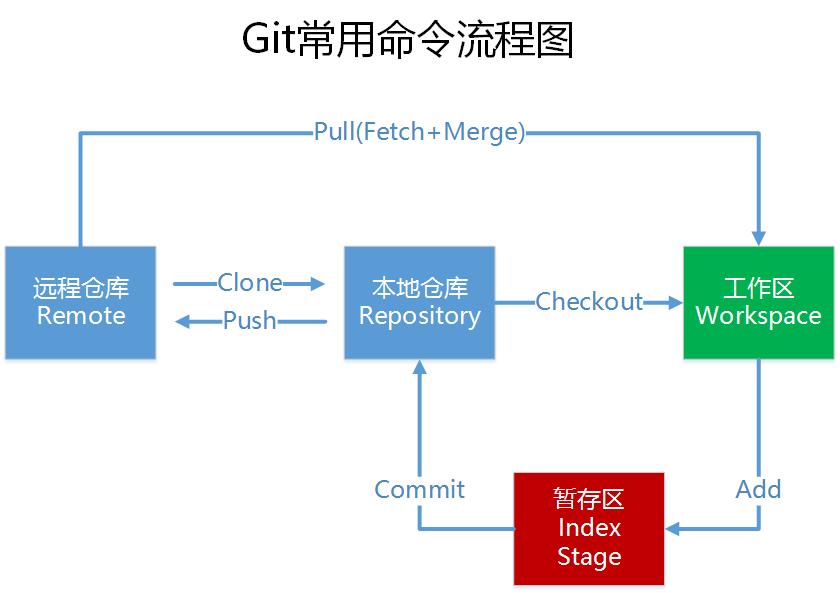 Git常用命令流程图
Pull(Fetch+Merge)
远程仓库
Remote
Clone
Push
本地仓库
Repository
Checkout
工作区
Workspace
Commit
暂存区
Index
Stage
Add